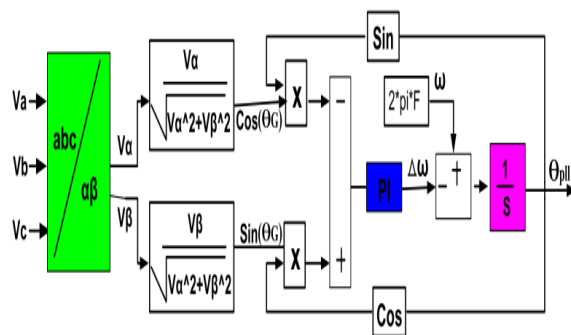 Va
Vb
Vc
abc
αβ
Vα
Vβ
Vα
Vα^2+Vβ^2
Cos(ΘG)
Vβ
Vα^2+Vβ^2
Sin(ΘG)
X
X
Sin
Cos
-
+
PI
Δω
2*pi*F
ω
+
-
1
S
Θpll